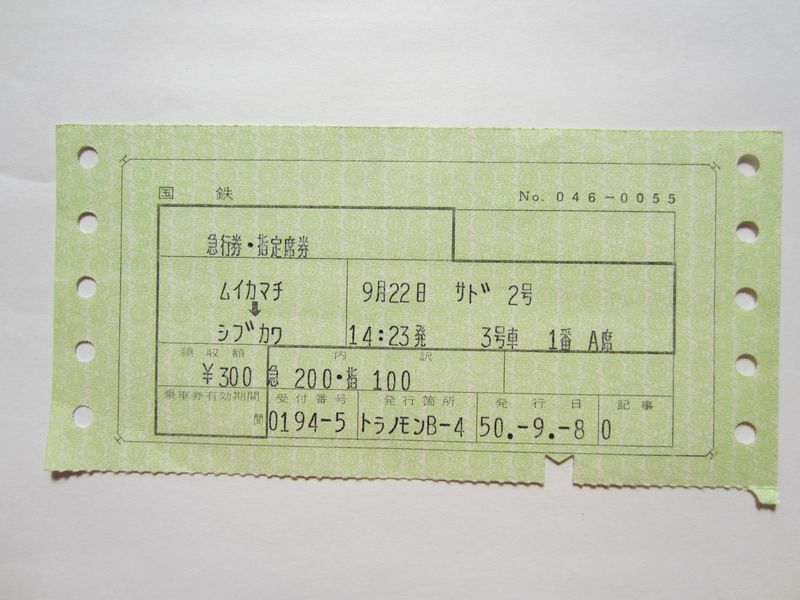 国鉄 No. 046-0055
急行券・指定席券
ムイカマチ 9月22日 サド 2号
➡
シブカワ 14:23発 3号車 1番 A席
領収額 内訳
¥300 急 200・指 100
乗車券有効期間 受付番号 発行箇所 発行日 記事
間 0194-5 トラノモンB-4 50.-9.-8 0